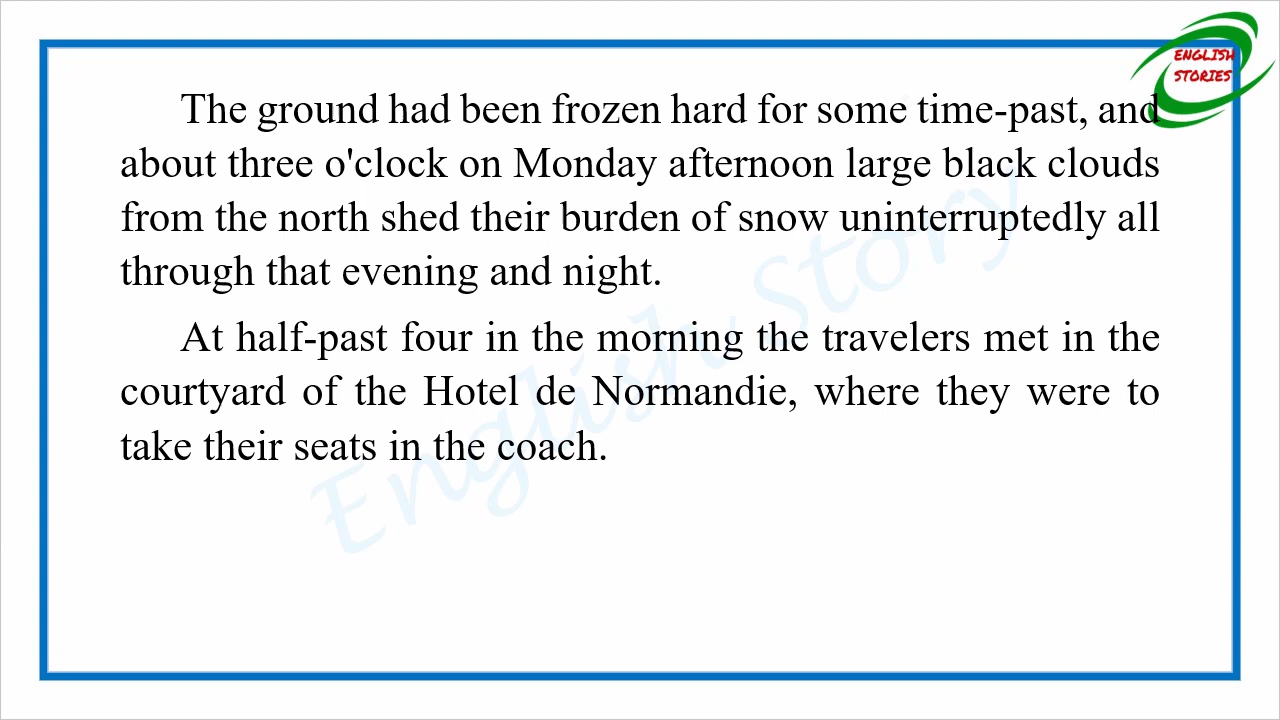 ENGLISH
STORIES
The ground had been frozen hard for some time-past, and
about three o'clock on Monday afternoon large black clouds
from the north shed their burden of snow uninterruptedly all
through that evening and night.
At half-past four in the morning the travelers met in the
courtyard of the Hotel de Normandie, where they were to
take their seats in the coach.
English Story